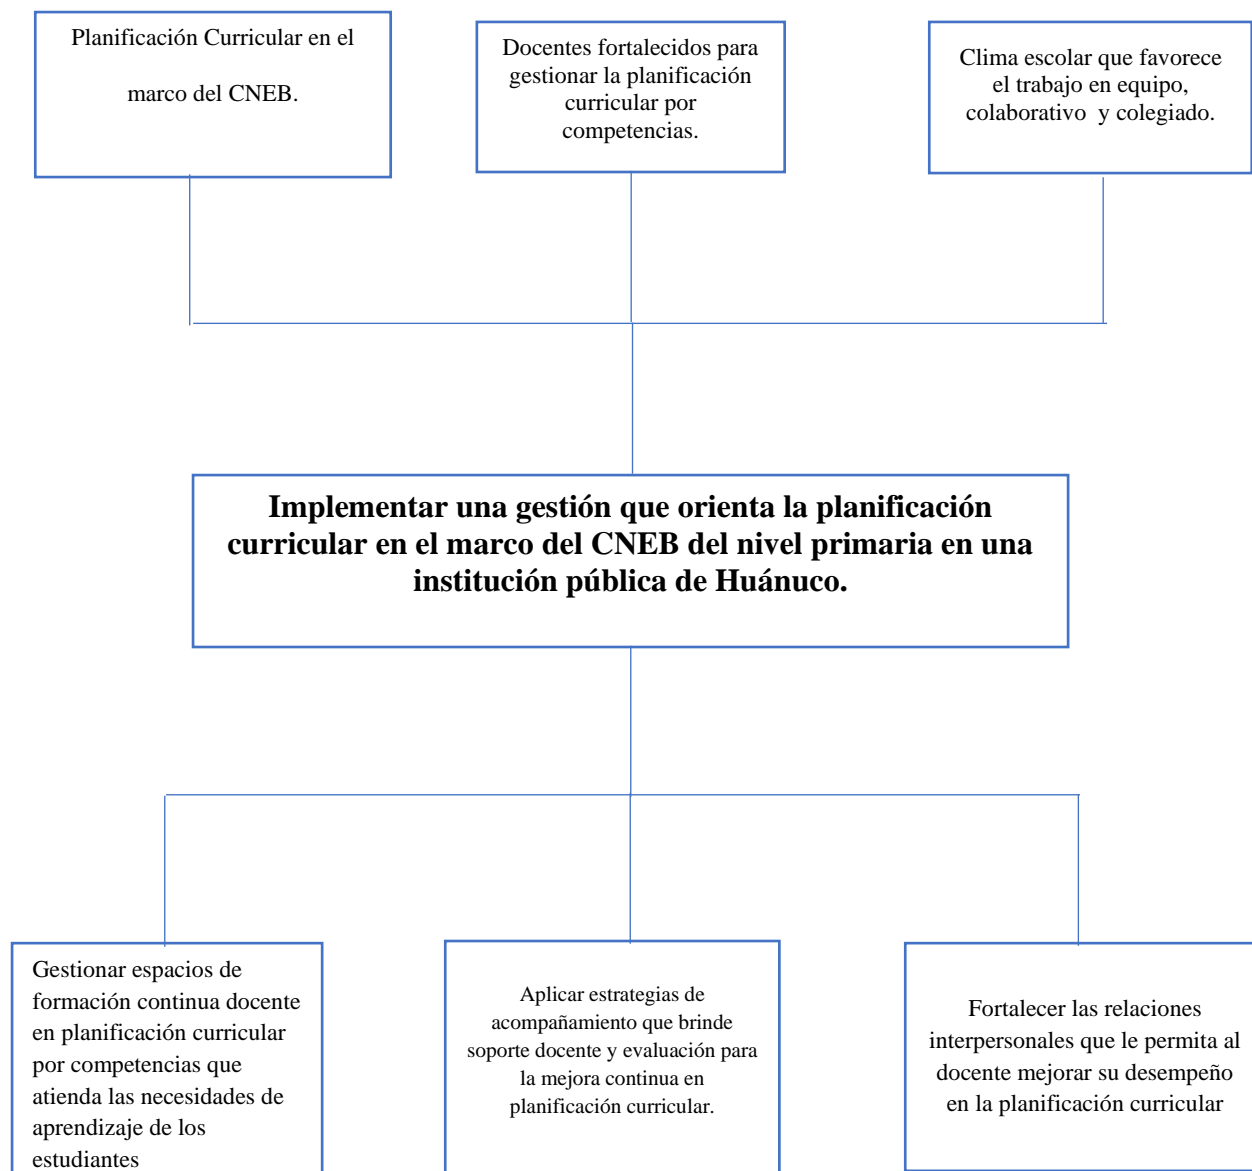 Planificación Curricular en el
marco del CNEB.
Docentes fortalecidos para
gestionar la planificación
curricular por
competencias.
Clima escolar que favorece
el trabajo en equipo,
colaborativo y colegiado.
Implementar una gestión que orienta la planificación
curricular en el marco del CNEB del nivel primaria en una
institución pública de Huánuco.
Gestionar espacios de
formación continua docente
en planificación curricular
por competencias que
atienda las necesidades de
aprendizaje de los
estudiantes
Aplicar estrategias de
acompañamiento que brinde
soporte docente y evaluación para
la mejora continua en
planificación curricular.
Fortalecer las relaciones
interpersonales que le permita al
docente mejorar su desempeño
en la planificación curricular